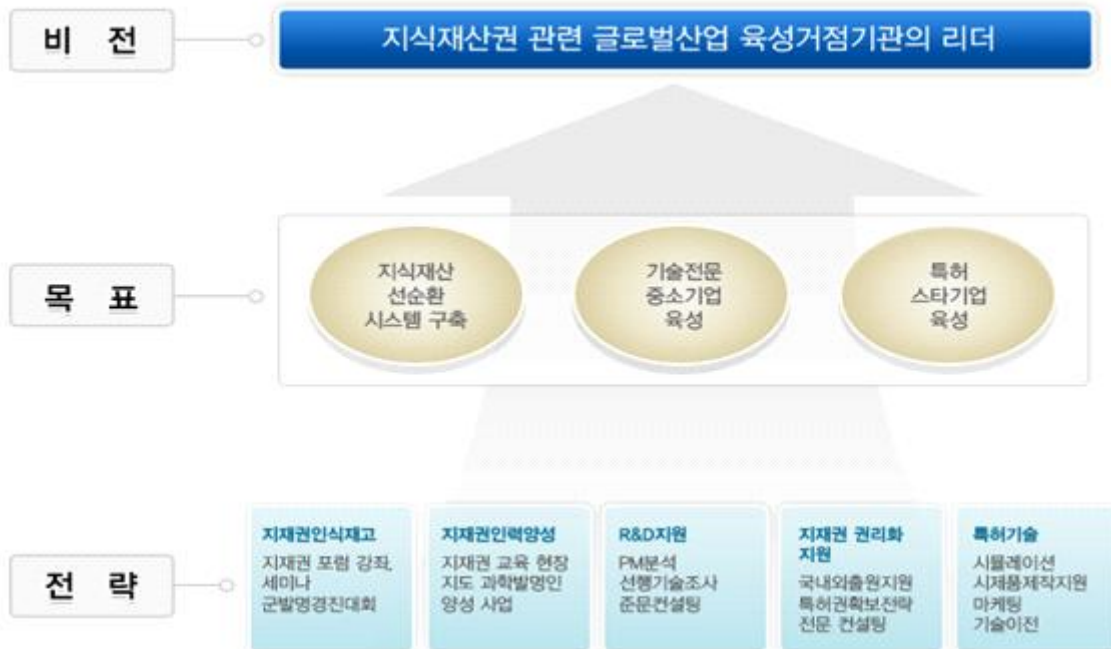 비 전
지식재산권 관련 글로벌산업 육성거점기관의 리더
목 표
지식재산
선순환
시스템 구축
기술전문
중소기업
육성
특허
스타기업
육성
전 략
지재권인식재고
지재권 포럼 강좌,
세미나
군발명경진대회
지재권인력양성
지재권 교육 현장
지도 과학발명인
양성 사업
R&D지원
PM분석
선행기술조사
준문컨설팅
지재권 권리화
지원
국내외출원지원
특허권확보전략
전문 컨설팅
특허기술
시뮬레이션
시제품제작지원
마케팅
기술이전